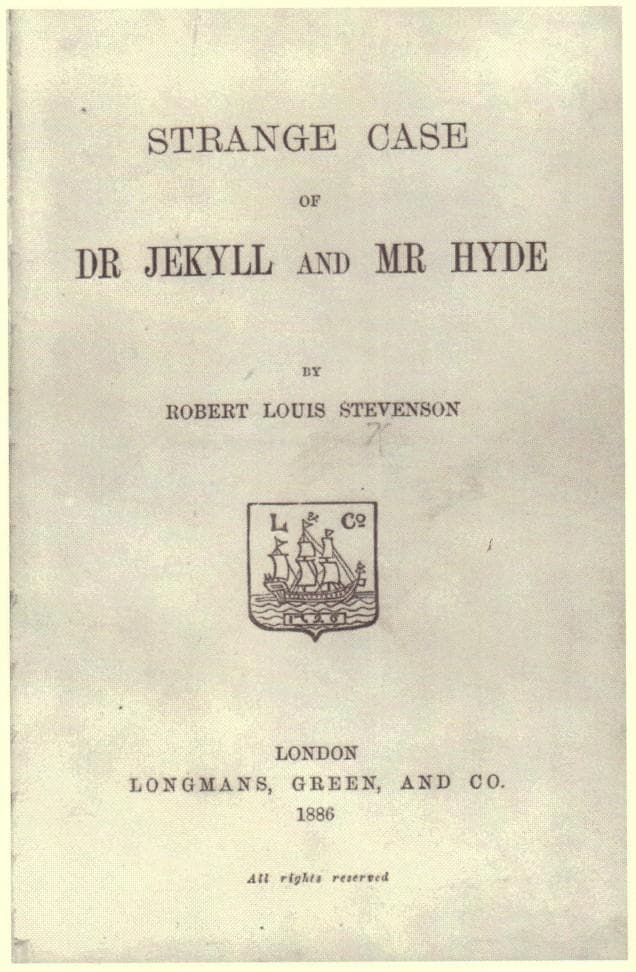 STRANGE CASE
OF
DR JEKYLL AND MR HYDE
BY
ROBERT LOUIS STEVENSON
L & Cº
LONDON
LONGMANS, GREEN, AND CO.
1886
All rights reserved